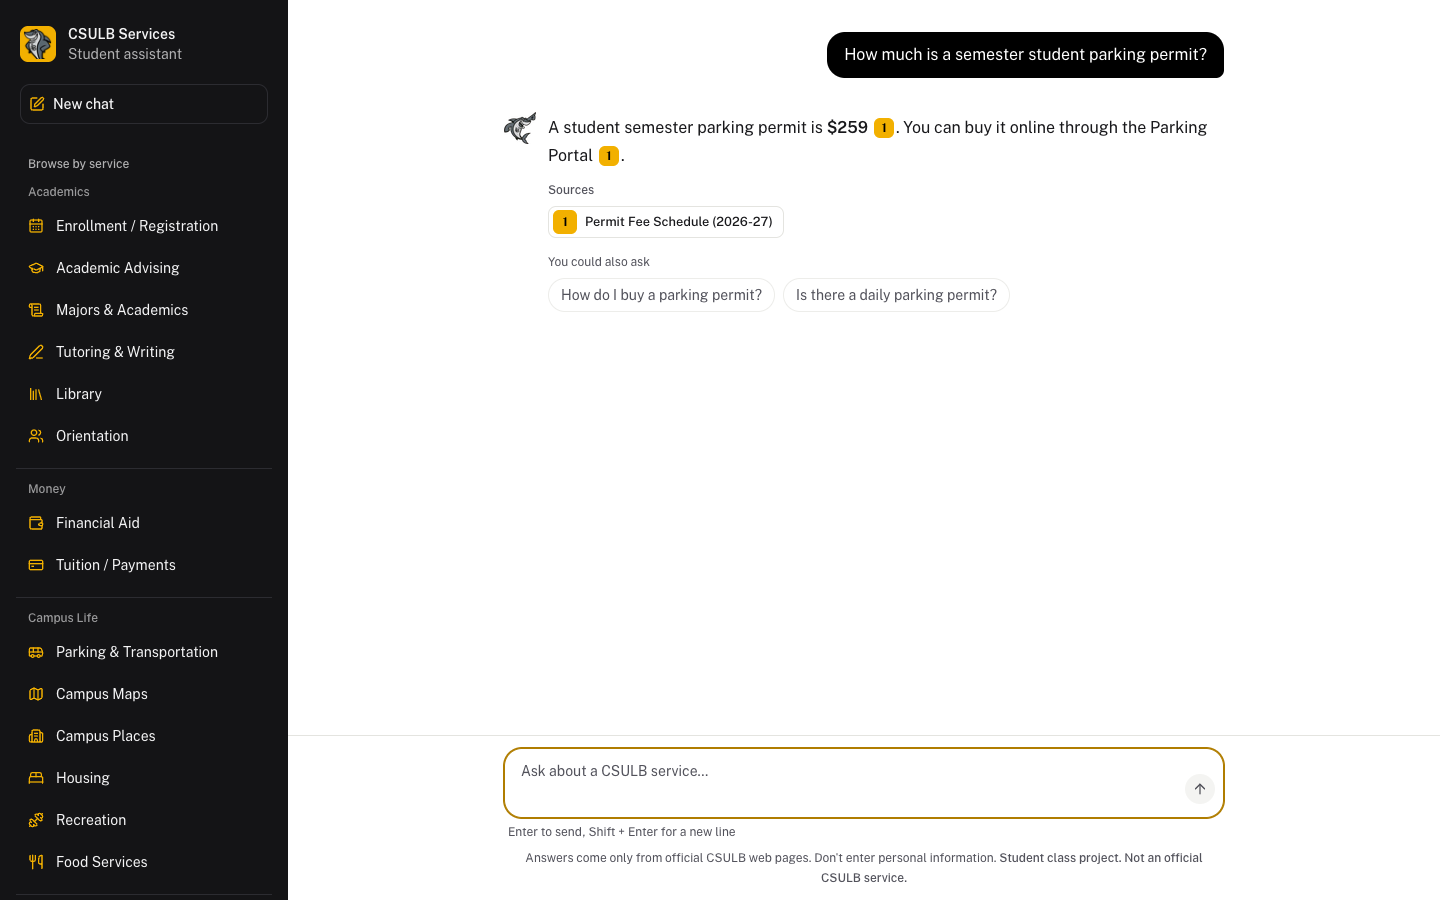 CSULB Services
Student assistant
New chat
Browse by service
Academics
Enrollment / Registration
Academic Advising
Majors & Academics
Tutoring & Writing
Library
Orientation
Money
Financial Aid
Tuition / Payments
Campus Life
Parking & Transportation
Campus Maps
Campus Places
Housing
Recreation
Food Services
How much is a semester student parking permit?
A student semester parking permit is $259 1. You can buy it online through the Parking
Portal 1.
Sources
1 Permit Fee Schedule (2026-27)
You could also ask
How do I buy a parking permit? Is there a daily parking permit?
Ask about a CSULB service...
Enter to send, Shift + Enter for a new line
Answers come only from official CSULB web pages. Don't enter personal information. Student class project. Not an official
CSULB service.